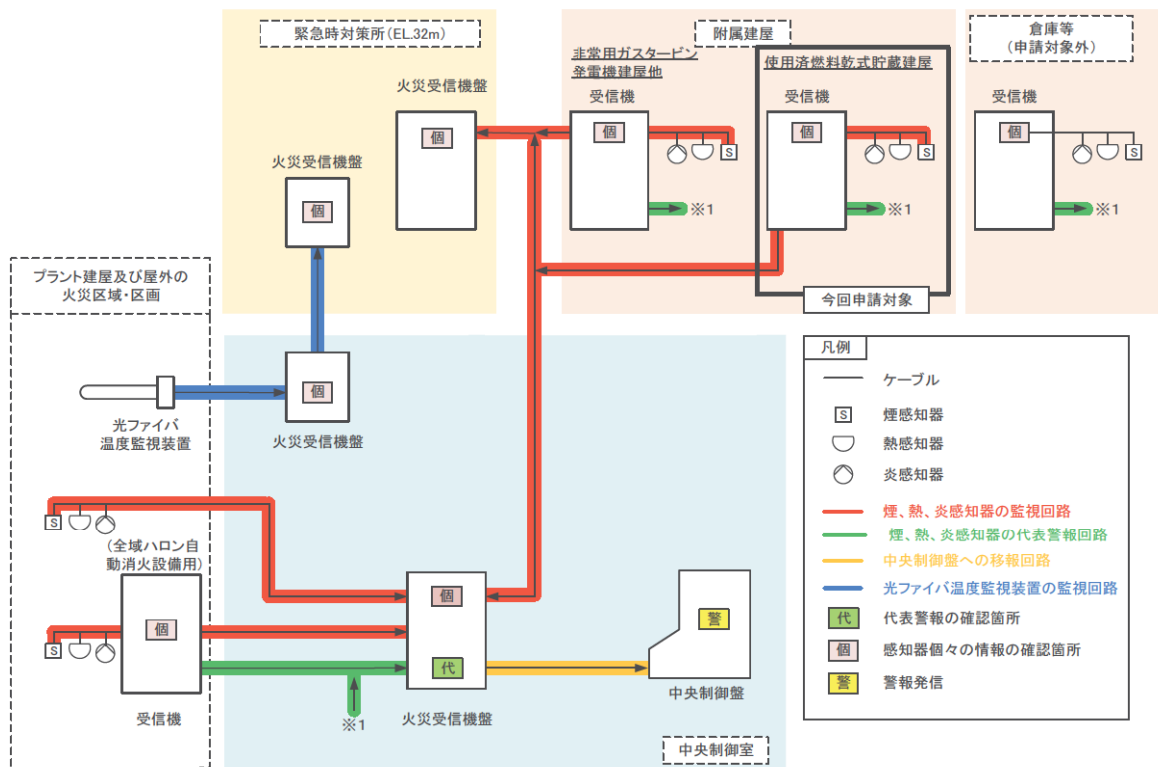 緊急時対策所(EL.32m)
火災受信機盤
個
火災受信機盤
個
附属建屋
非常用ガスタービン
発電機建屋他
受信機
個
S
※1
使用済燃料乾式貯蔵建屋
受信機
個
S
※1
今回申請対象
倉庫等
(申請対象外)
受信機
個
S
※1
プラント建屋及び屋外の
火災区域・区画
光ファイバ
温度監視装置
個
火災受信機盤
S
(全域ハロン自
動消火設備用)
個
S
受信機
個
代
火災受信機盤
※1
警
中央制御盤
中央制御室
凡例
ケーブル
S
煙感知器
熱感知器
炎感知器
煙、熱、炎感知器の監視回路
煙、熱、炎感知器の代表警報回路
中央制御盤への移報回路
光ファイバ温度監視装置の監視回路
代
代表警報の確認箇所
個
感知器個々の情報の確認箇所
警
警報発信